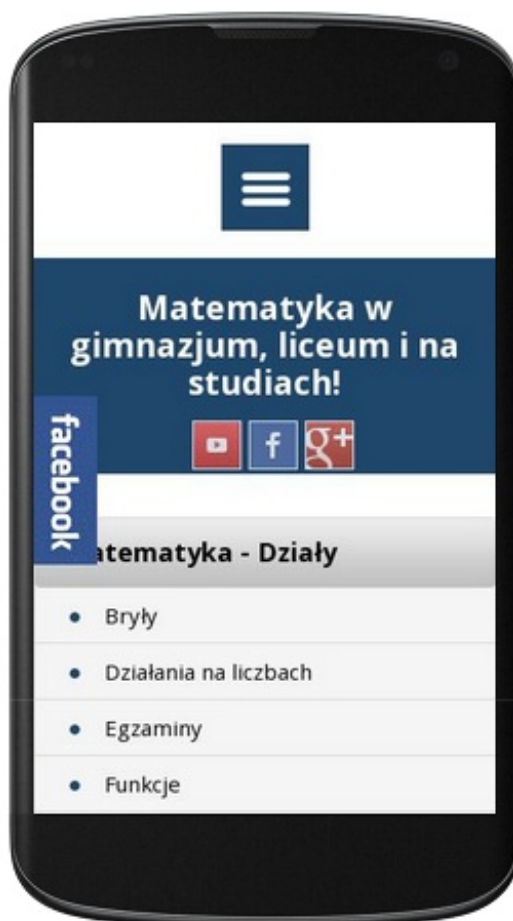 Matematyka w
gimnazjum, liceum i na
studiach!
f g+
facebook
atematyka - Działy
Bryły
Działania na liczbach
Egzaminy
Funkcje